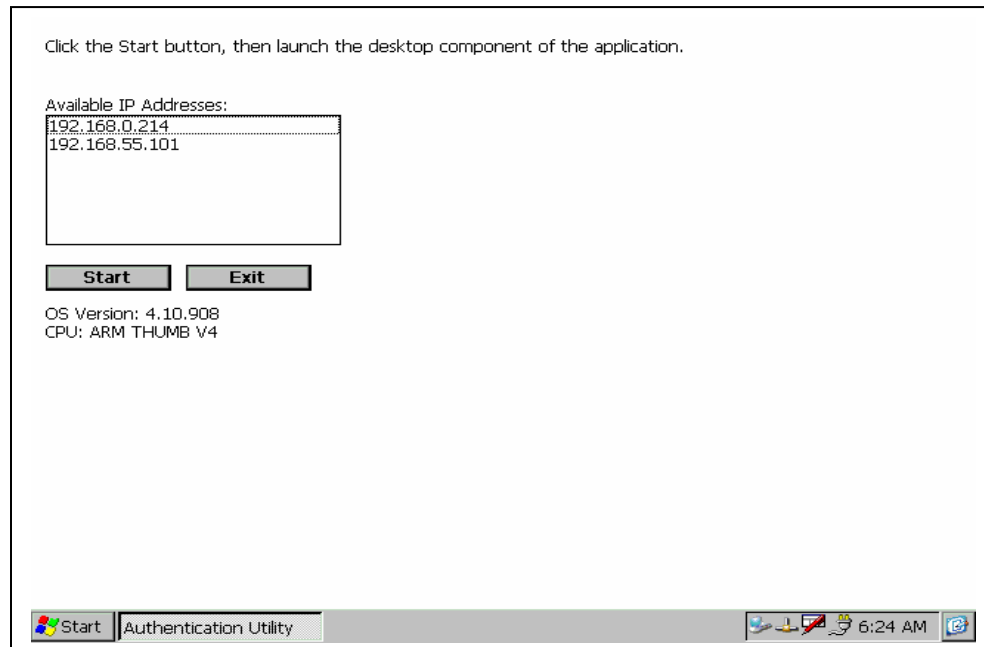 Click the Start button, then launch the desktop component of the application.
Available IP Addresses:
192.168.0.214
192.168.55.101
Start Exit
OS Version: 4.10.908
CPU: ARM THUMB V4
Start Authentication Utility 6:24 AM